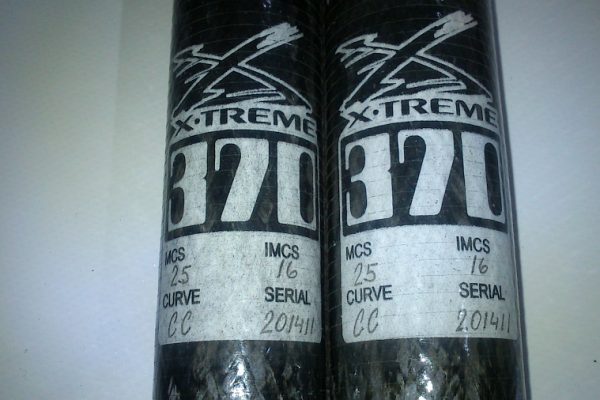 X
X·TREME
370
MCS IMCS
25 16
CURVE SERIAL
CC 201411
X
X·TREME
370
MCS IMCS
25 16
CURVE SERIAL
CC 201411